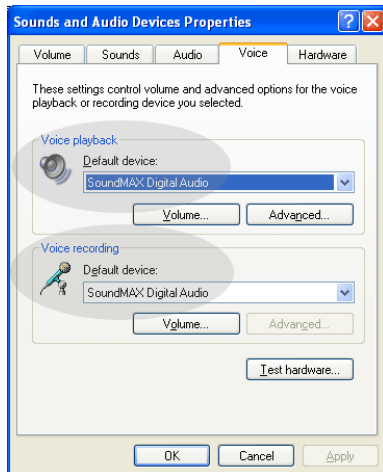 Sounds and Audio Devices Properties
Volume Sounds Audio Voice Hardware
These settings control volume and advanced options for the voice
playback or recording device you selected.
Voice playback
Default device:
SoundMAX Digital Audio
Volume... Advanced...
Voice recording
Default device:
SoundMAX Digital Audio
Volume... Advanced...
Test hardware...
OK Cancel Apply